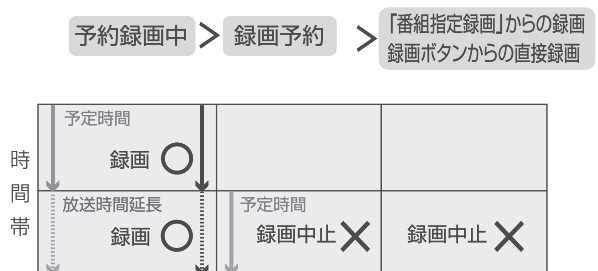 予約録画中 > 録画予約 > 「番組指定録画」からの録画
録画ボタンからの直接録画
時間帯
予定時間
録画 ○
放送時間延長 予定時間
録画 ○ 録画中止 × 録画中止 ×